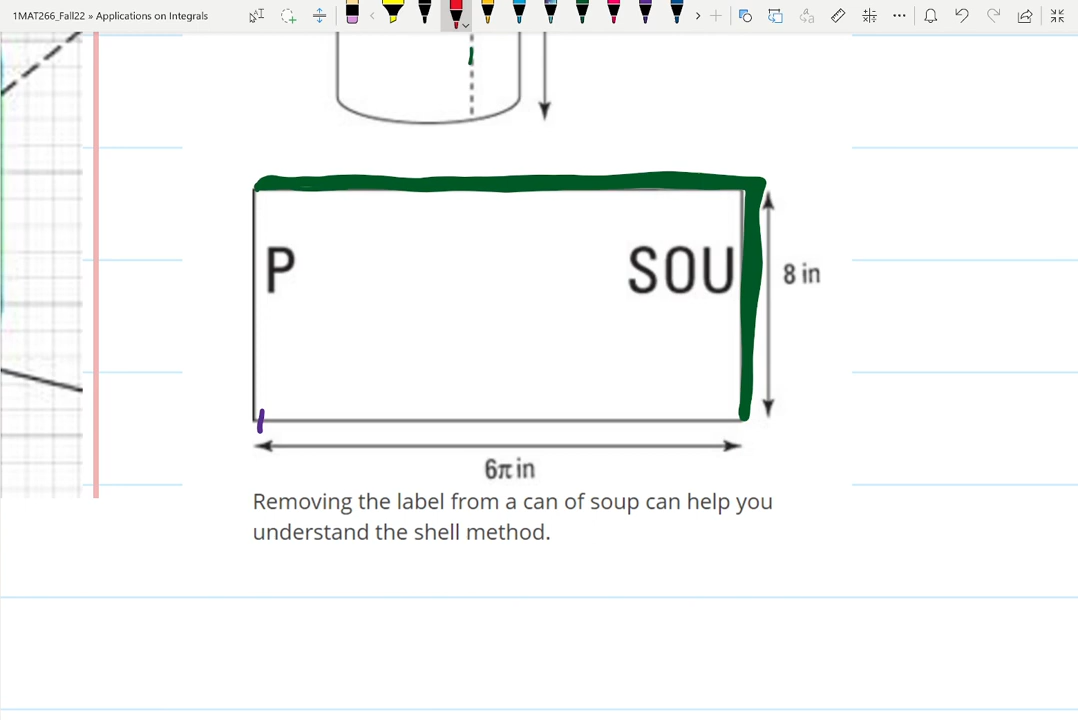 1MAT266_Fall22 » Applications on Integrals
P SOU
8 in
6π in
Removing the label from a can of soup can help you
understand the shell method.